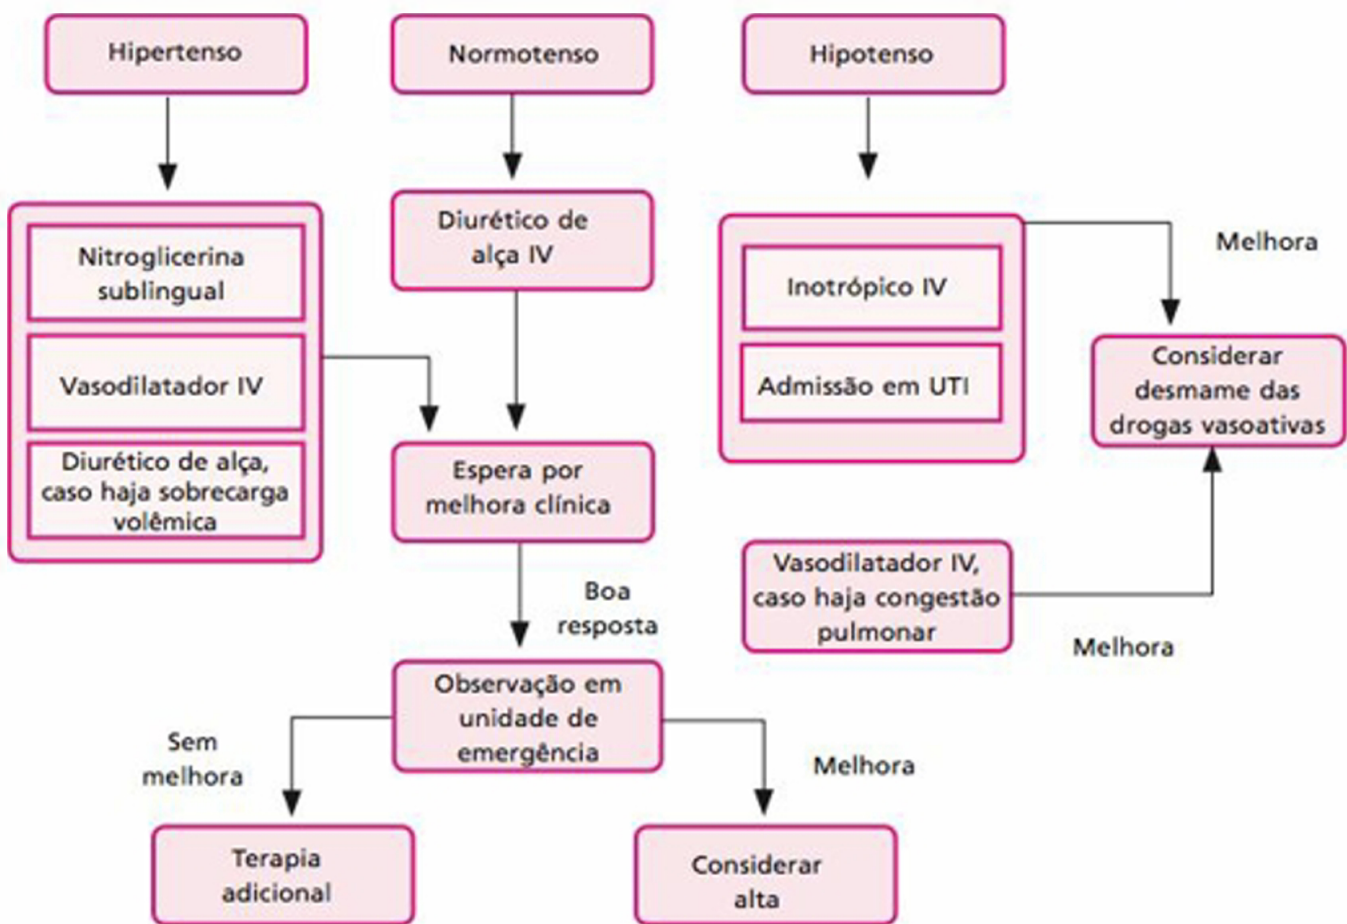 Hipertenso
Normotenso
Hipotenso
Nitroglicerina
sublingual
Vasodilatador IV
Diurético de alça,
caso haja sobrecarga
volêmica
Diurético de
alça IV
Inotrópico IV
Admissão em UTI
Melhora
Considerar
desmame das
drogas vasoativas
Espera por
melhora clínica
Vasodilatador IV,
caso haja congestão
pulmonar
Melhora
Boa
resposta
Observação em
unidade de
emergência
Sem
melhora
Melhora
Terapia
adicional
Considerar
alta